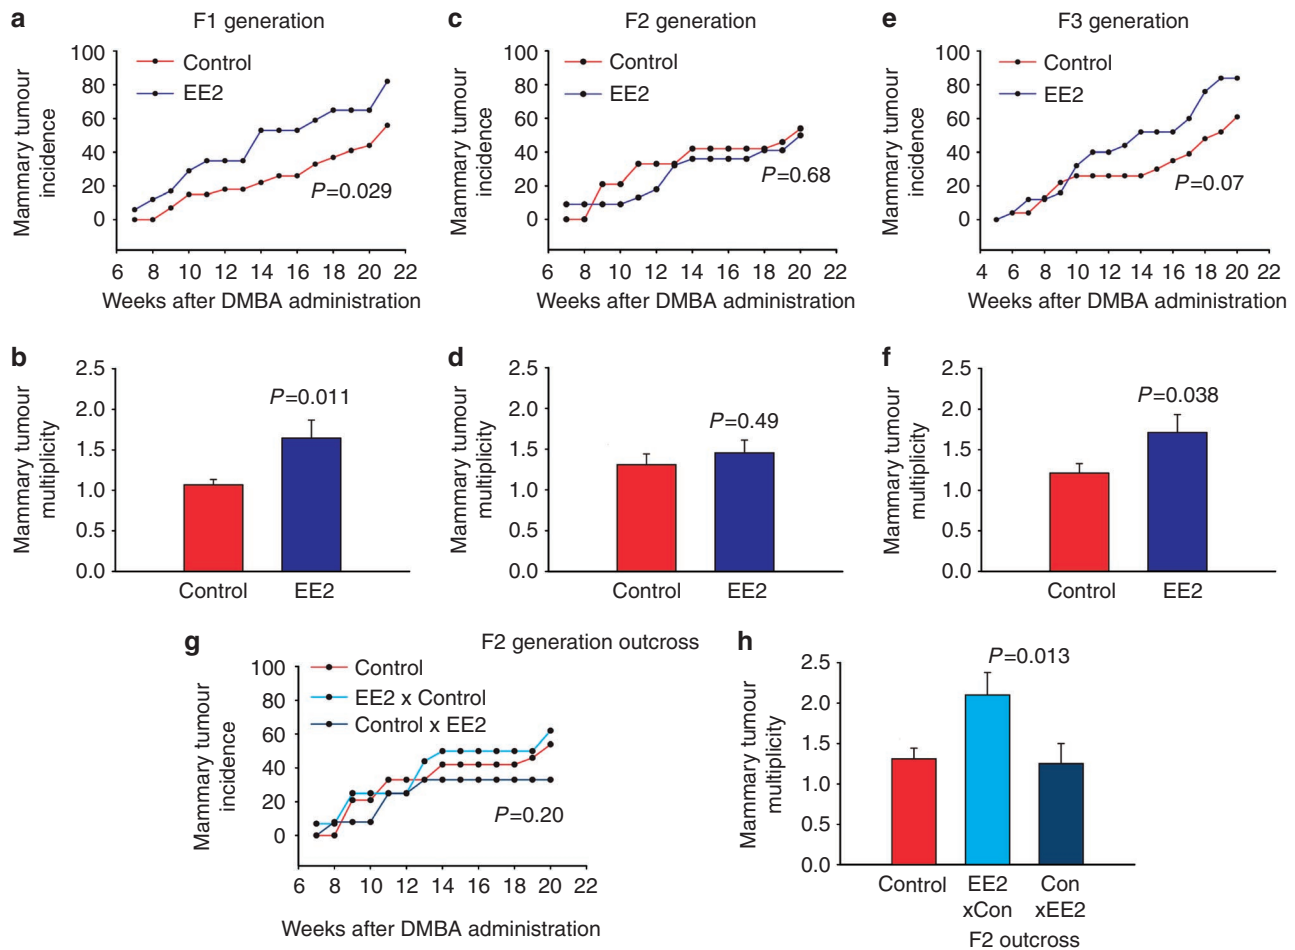 a F1 generation
100
80
60
40
20
0
Mammary tumour
incidence
Control
EE2
P=0.029
6 8 10 12 14 16 18 20 22
Weeks after DMBA administration
c F2 generation
100
80
60
40
20
0
Mammary tumour
incidence
Control
EE2
P=0.68
6 8 10 12 14 16 18 20 22
Weeks after DMBA administration
e F3 generation
100
80
60
40
20
0
Mammary tumour
incidence
Control
EE2
P=0.07
4 6 8 10 12 14 16 18 20 22
Weeks after DMBA administration
b
2.5
2.0
1.5
1.0
0.5
0.0
Mammary tumour
multiplicity
P=0.011
Control EE2
d
2.5
2.0
1.5
1.0
0.5
0.0
Mammary tumour
multiplicity
P=0.49
Control EE2
f
2.5
2.0
1.5
1.0
0.5
0.0
Mammary tumour
multiplicity
P=0.038
Control EE2
g F2 generation outcross
100
80
60
40
20
0
Mammary tumour
incidence
Control
EE2 x Control
Control x EE2
P=0.20
6 8 10 12 14 16 18 20 22
Weeks after DMBA administration
h
2.5
2.0
1.5
1.0
0.5
0.0
Mammary tumour
multiplicity
P=0.013
Control EE2 Con
xCon xEE2
F2 outcross